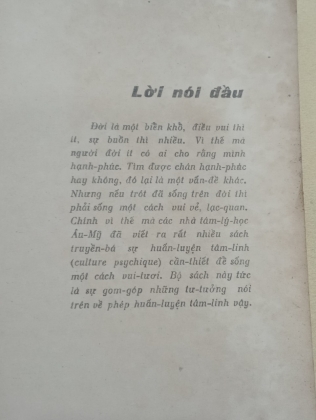 Lời nói đầu
Đời là một biển khổ, điều vui thì
ít, sự buồn thì nhiều. Vì thế mà
người đời ít có ai cho rằng mình
hạnh-phúc. Tìm được chân hạnh-phúc
hay không, đó lại là một vấn-đề khác.
Nhưng nếu trót đã sống trên đời thì
phải sống một cách vui vẻ, lạc-quan.
Chính vì thế mà các nhà tâm-lý-học
Âu-Mỹ đã viết ra rất nhiều sách
truyền-bá sự huấn-luyện tâm-linh
(culture psychique) cần-thiết để sống
một cách vui-tươi. Bộ sách này tức
là sự gom-góp những tư-tưởng nói
trên về phép huấn-luyện tâm-linh vậy.